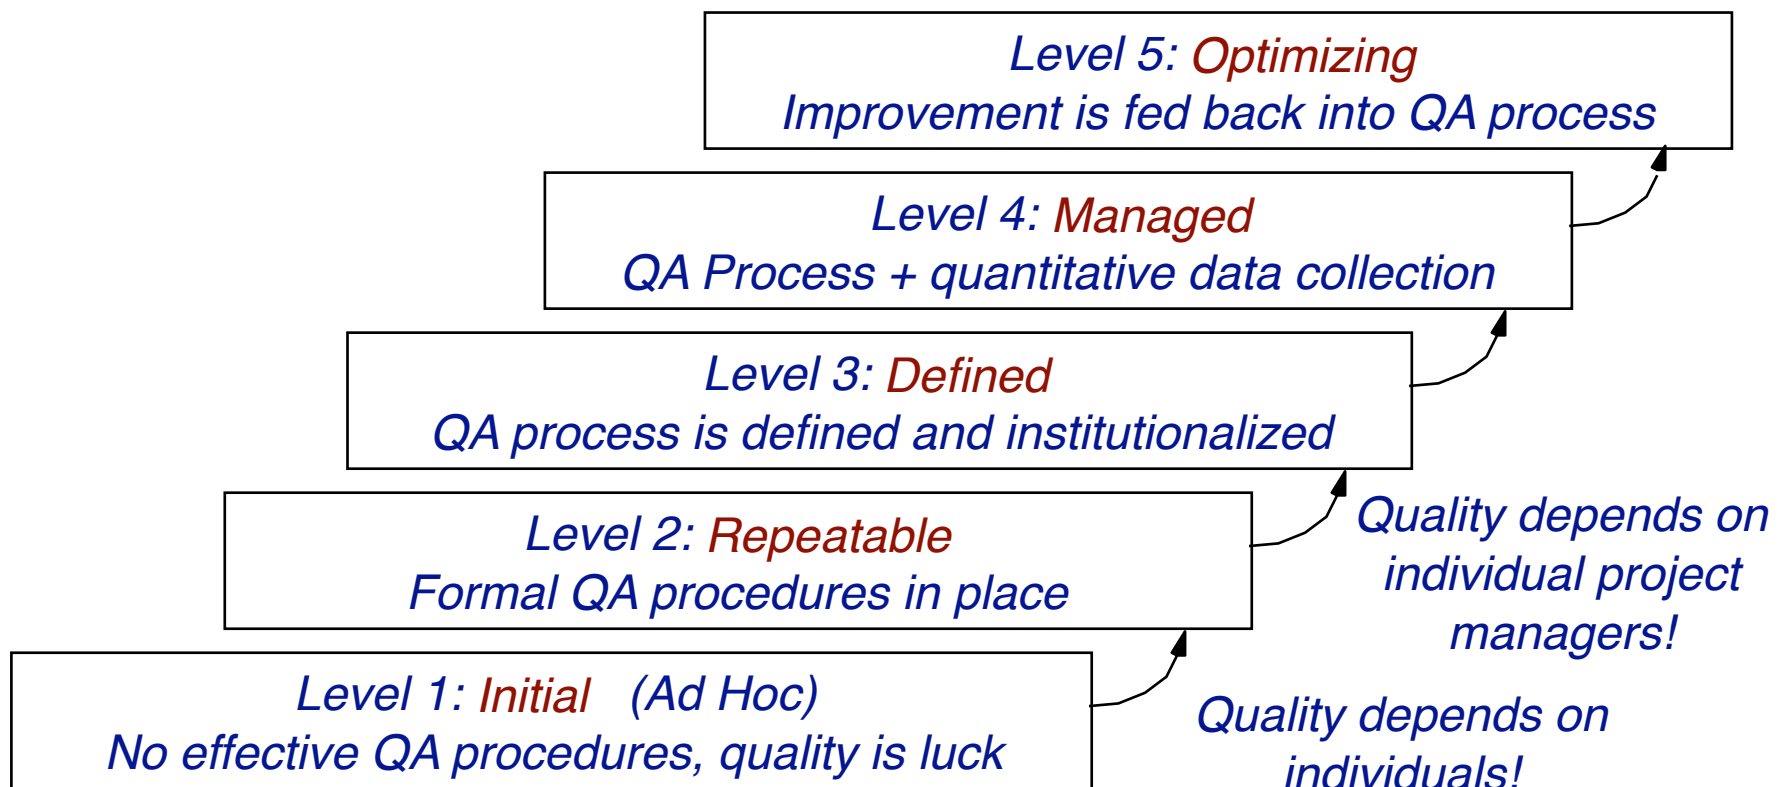 Level 5: Optimizing
Improvement is fed back into QA process
Level 4: Managed
QA Process + quantitative data collection
Level 3: Defined
QA process is defined and institutionalized
Level 2: Repeatable
Formal QA procedures in place
Quality depends on
individual project
managers!
Level 1: Initial (Ad Hoc)
No effective QA procedures, quality is luck
Quality depends on
individuals!